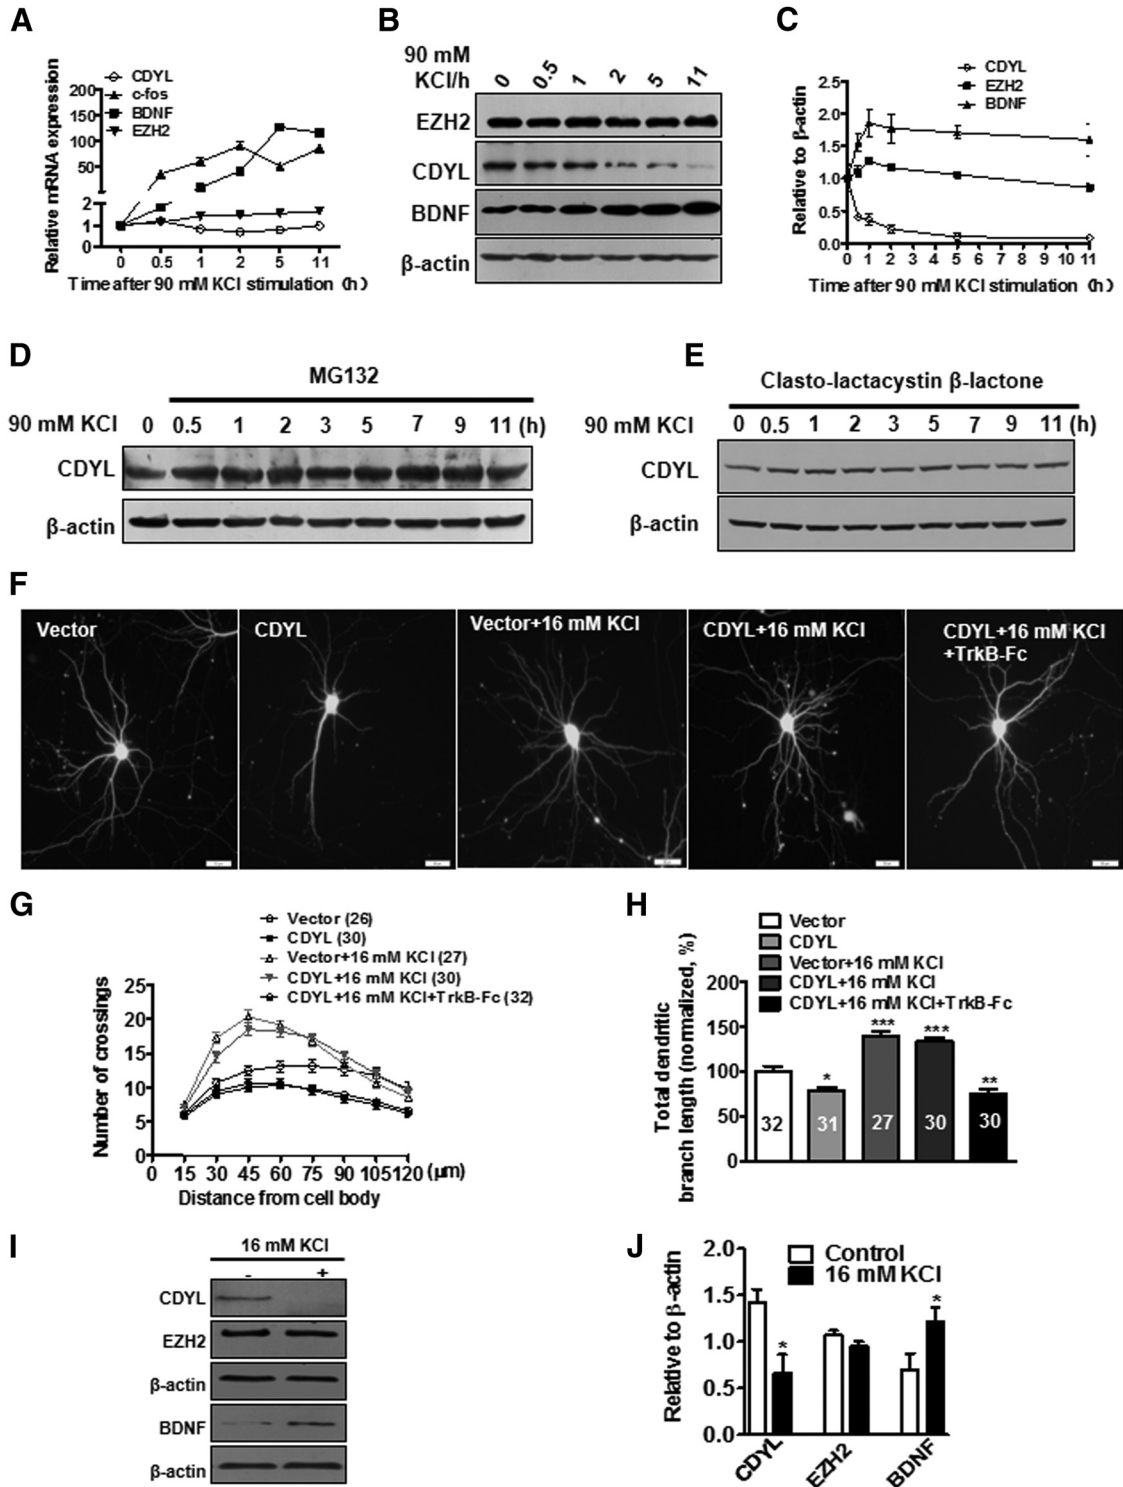 A
Relative mRNA expression
CDYL
c-fos
BDNF
EZH2
200
150
100
50
2
1
0
0 0.5 1 2 5 11
Time after 90 mM KCl stimulation (h)
B
90 mM
KCl/h
0 0.5 1 2 5 11
EZH2
CDYL
BDNF
β-actin
C
Relative to β-actin
CDYL
EZH2
BDNF
2.5
2.0
1.5
1.0
0.5
0.0
0 1 2 3 4 5 6 7 8 9 10 11
Time after 90 mM KCl stimulation (h)
D
MG132
90 mM KCl 0 0.5 1 2 3 5 7 9 11 (h)
CDYL
β-actin
E
Clasto-lactacystin β-lactone
90 mM KCl 0 0.5 1 2 3 5 7 9 11 (h)
CDYL
β-actin
F
Vector
CDYL
Vector+16 mM KCl
CDYL+16 mM KCl
CDYL+16 mM KCl
+TrkB-Fc
G
Vector (26)
CDYL (30)
Vector+16 mM KCl (27)
CDYL+16 mM KCl (30)
CDYL+16 mM KCl+TrkB-Fc (32)
Number of crossings
25
20
15
10
5
0
0 15 30 45 60 75 90 105 120 (μm)
Distance from cell body
H
Vector
CDYL
Vector+16 mM KCl
CDYL+16 mM KCl
CDYL+16 mM KCl+TrkB-Fc
Total dendritic
branch length (normalized, %)
200
150
100
50
0
* *** *** **
32 31 27 30 30
I
16 mM KCl
- +
CDYL
EZH2
β-actin
BDNF
β-actin
J
Control
16 mM KCl
Relative to β-actin
2.0
1.5
1.0
0.5
0.0
* *
CDYL EZH2 BDNF